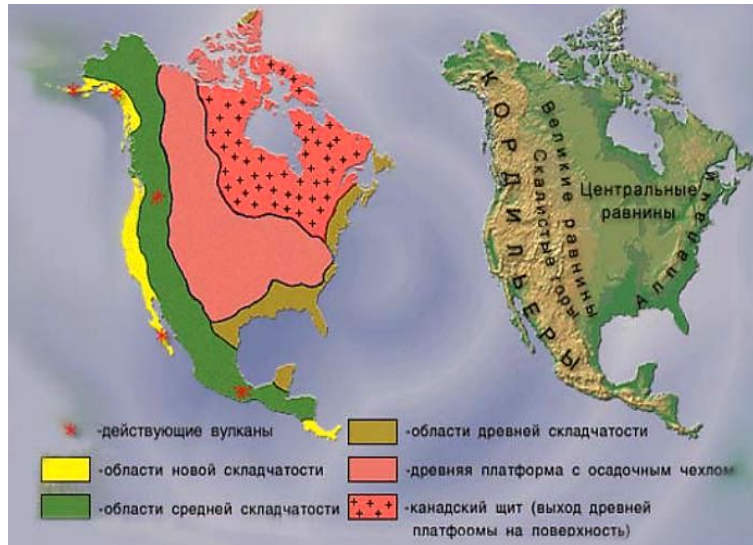 КОРДИЛЬЕРЫ
Скалистые горы
Великие равнины
Центральные
равнины
Аппалачи
-действующие вулканы
-области новой складчатости
-области средней складчатости
-области древней складчатости
-древняя платформа с осадочным чехлом
-канадский щит (выход древней
платформы на поверхность)